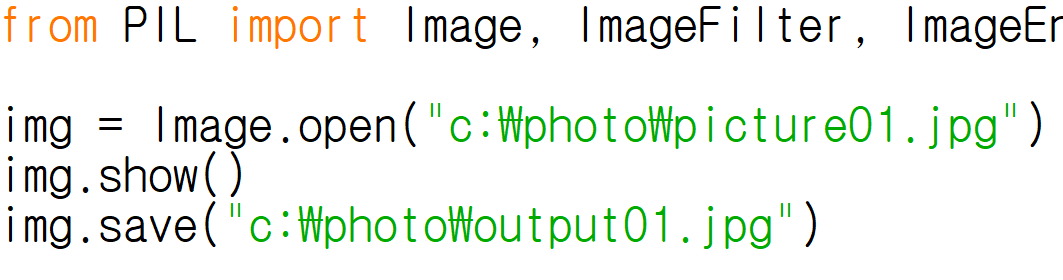 from PIL import Image, ImageFilter, ImageEn
img = Image.open("c:₩photo₩picture01.jpg")
img.show()
img.save("c:₩photo₩output01.jpg")